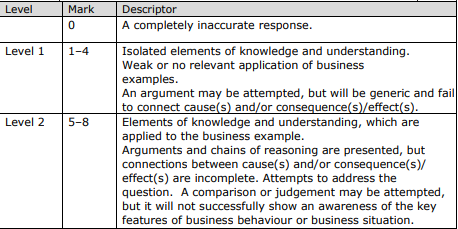 Level Mark Descriptor
0 A completely inaccurate response.
Level 1 1–4 Isolated elements of knowledge and understanding.
Weak or no relevant application of business
examples.
An argument may be attempted, but will be generic and fail
to connect cause(s) and/or consequence(s)/effect(s).
Level 2 5–8 Elements of knowledge and understanding, which are
applied to the business example.
Arguments and chains of reasoning are presented, but
connections between cause(s) and/or consequence(s)/
effect(s) are incomplete. Attempts to address the
question. A comparison or judgement may be attempted,
but it will not successfully show an awareness of the key
features of business behaviour or business situation.